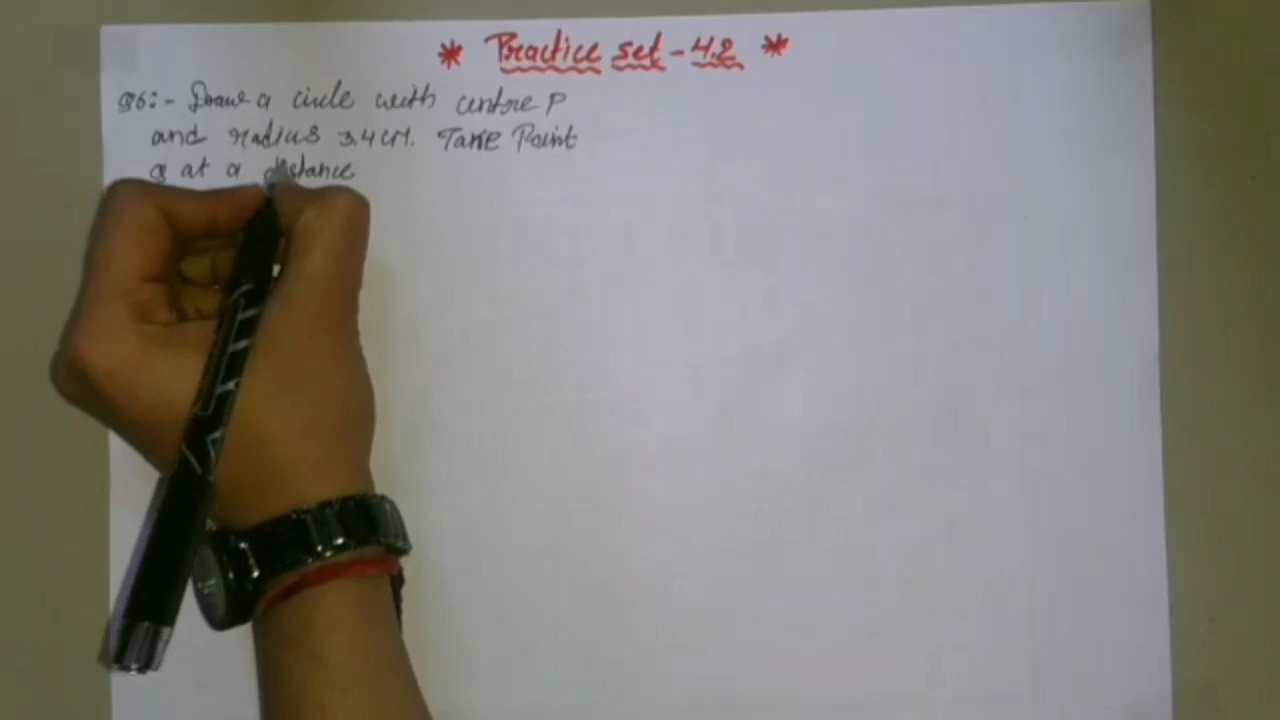 * Practice set - 4.2 *
Q6:- Draw a circle with centre P
and radius 3.4 cm. Take Point
Q at a distance